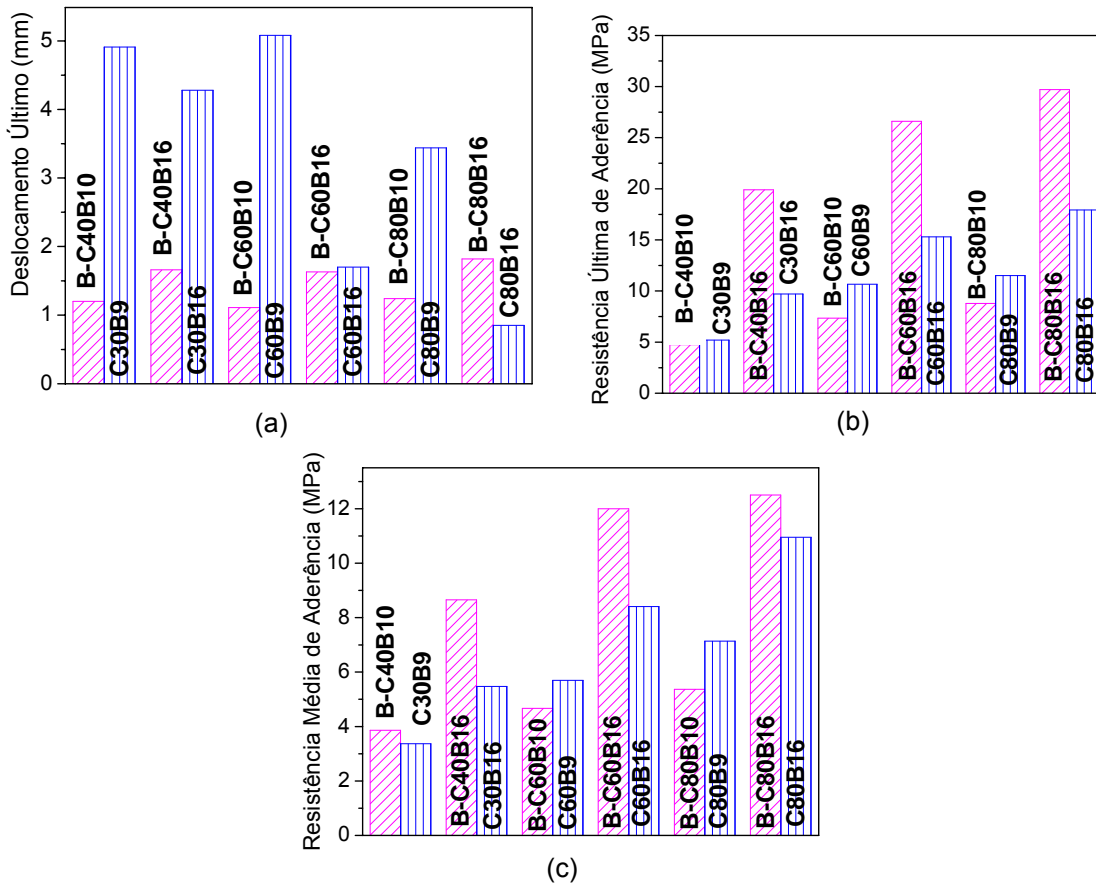 Deslocamento Último (mm)
5
4
3
2
1
0
B-C40B10
C30B9
B-C40B16
C30B16
B-C60B10
C60B9
B-C60B16
C60B16
B-C80B10
C80B9
B-C80B16
C80B16
(a)
Resistência Última de Aderência (MPa)
35
30
25
20
15
10
5
0
B-C40B10
C30B9
B-C40B16
C30B16
B-C60B10
C60B9
B-C60B16
C60B16
B-C80B10
C80B9
B-C80B16
C80B16
(b)
Resistência Média de Aderência (MPa)
12
10
8
6
4
2
0
B-C40B10
C30B9
B-C40B16
C30B16
B-C60B10
C60B9
B-C60B16
C60B16
B-C80B10
C80B9
B-C80B16
C80B16
(c)